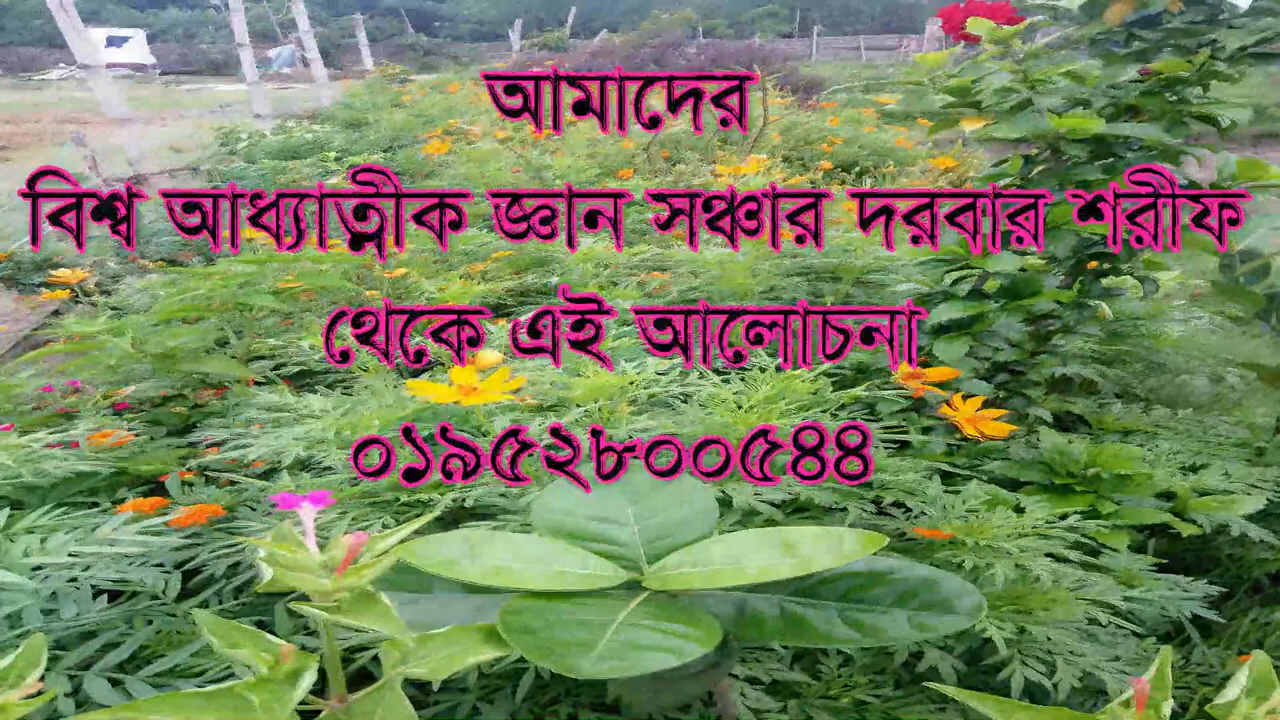 আমাদের
বিশ্ব আধ্যাত্নীক জ্ঞান সঞ্চার দরবার শরীফ
থেকে এই আলোচনা
০১৯৫২৮০০৫৪৪